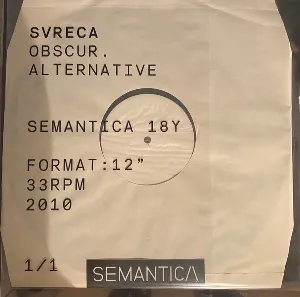 SVRECA
OBSCUR.
ALTERNATIVE
SEMANTICA 18Y
FORMAT:12”
33RPM
2010
1/1
SEMANTICA